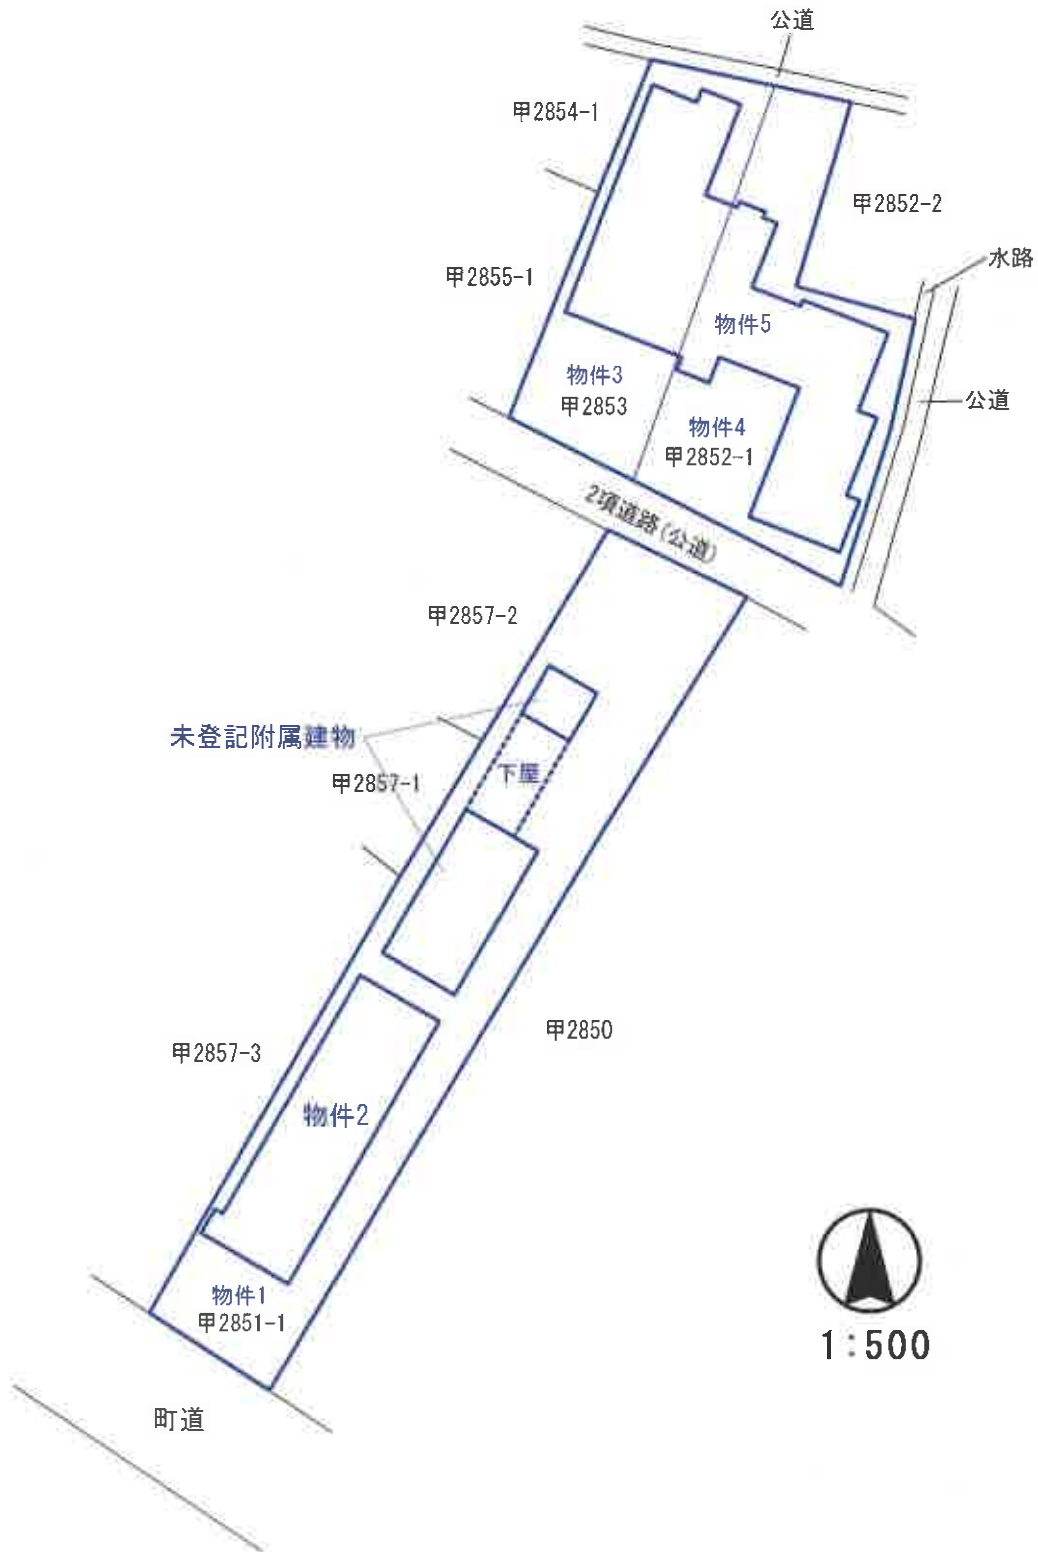 公道
甲2854-1
甲2852-2
水路
甲2855-1
物件5
物件3
甲2853
公道
物件4
甲2852-1
2項道路(公道)
甲2857-2
未登記附属建物
下屋
甲2857-1
甲2850
甲2857-3
物件2
物件1
甲2851-1
1:500
町道